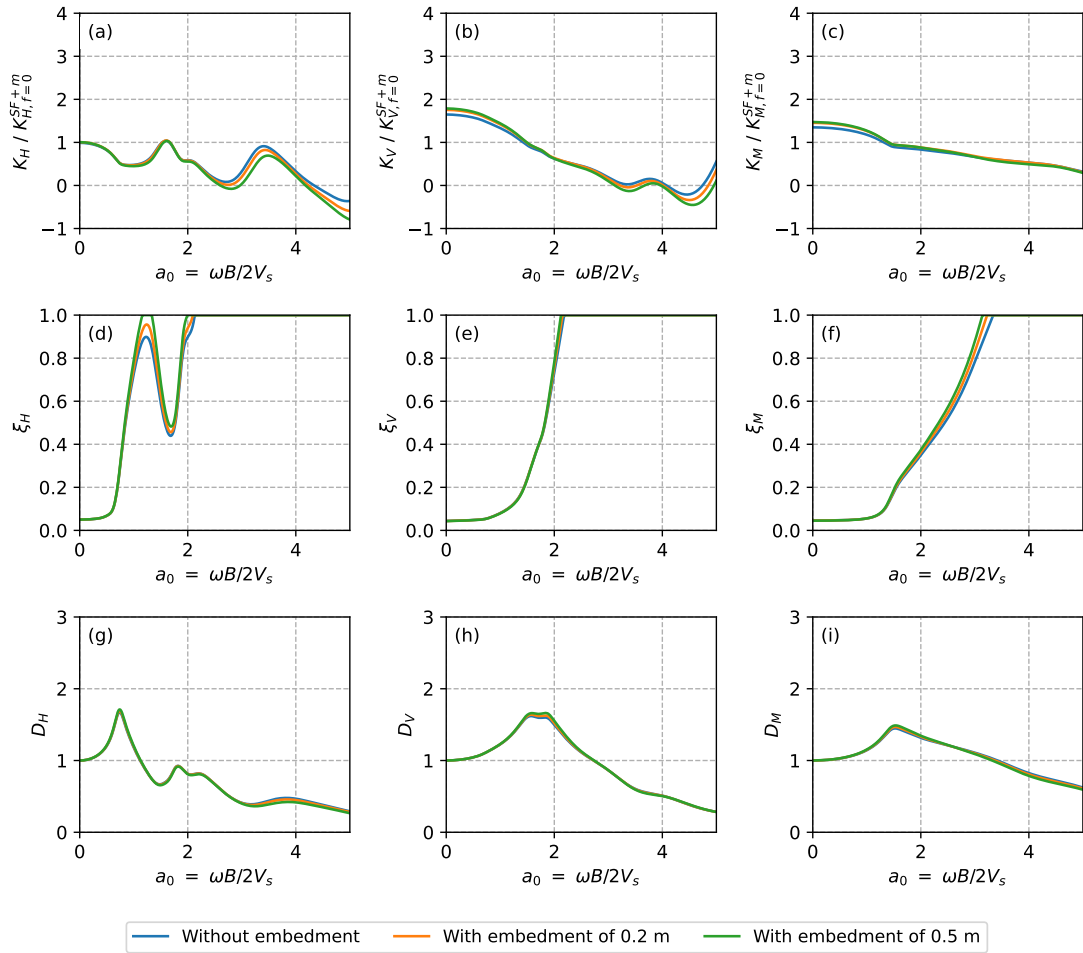 (a)
4
3
2
1
0
−1
K_H / K_{H,f=0}^{SF+m}
0 2 4
a_0 = ωB/2V_s
(b)
4
3
2
1
0
−1
K_V / K_{V,f=0}^{SF+m}
0 2 4
a_0 = ωB/2V_s
(c)
4
3
2
1
0
−1
K_M / K_{M,f=0}^{SF+m}
0 2 4
a_0 = ωB/2V_s
(d)
1.0
0.8
0.6
0.4
0.2
0.0
ξ_H
0 2 4
a_0 = ωB/2V_s
(e)
1.0
0.8
0.6
0.4
0.2
0.0
ξ_V
0 2 4
a_0 = ωB/2V_s
(f)
1.0
0.8
0.6
0.4
0.2
0.0
ξ_M
0 2 4
a_0 = ωB/2V_s
(g)
3
2
1
0
D_H
0 2 4
a_0 = ωB/2V_s
(h)
3
2
1
0
D_V
0 2 4
a_0 = ωB/2V_s
(i)
3
2
1
0
D_M
0 2 4
a_0 = ωB/2V_s
Without embedment With embedment of 0.2 m With embedment of 0.5 m